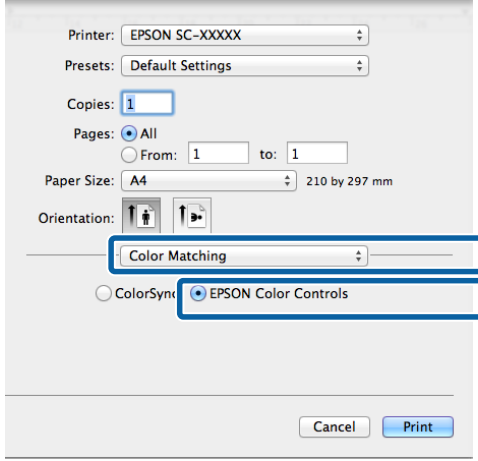 Printer: EPSON SC-XXXXX
Presets: Default Settings
Copies: 1
Pages: All
From: 1 to: 1
Paper Size: A4 210 by 297 mm
Orientation:
Color Matching
ColorSync EPSON Color Controls
Cancel Print